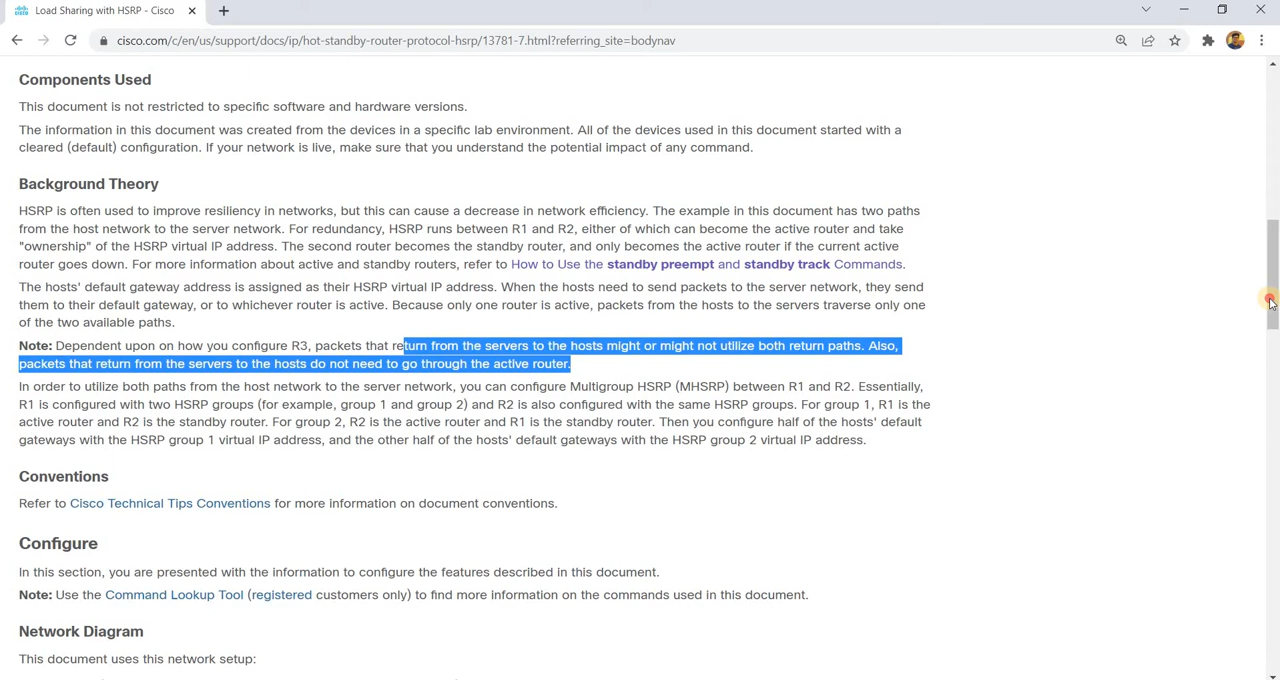 Load Sharing with HSRP - Cisco
cisco.com/c/en/us/support/docs/ip/hot-standby-router-protocol-hsrp/13781-7.html?referring_site=bodynav
Components Used
This document is not restricted to specific software and hardware versions.
The information in this document was created from the devices in a specific lab environment. All of the devices used in this document started with a
cleared (default) configuration. If your network is live, make sure that you understand the potential impact of any command.
Background Theory
HSRP is often used to improve resiliency in networks, but this can cause a decrease in network efficiency. The example in this document has two paths
from the host network to the server network. For redundancy, HSRP runs between R1 and R2, either of which can become the active router and take
"ownership" of the HSRP virtual IP address. The second router becomes the standby router, and only becomes the active router if the current active
router goes down. For more information about active and standby routers, refer to How to Use the standby preempt and standby track Commands.
The hosts' default gateway address is assigned as their HSRP virtual IP address. When the hosts need to send packets to the server network, they send
them to their default gateway, or to whichever router is active. Because only one router is active, packets from the hosts to the servers traverse only one
of the two available paths.
Note: Dependent upon on how you configure R3, packets that return from the servers to the hosts might or might not utilize both return paths. Also,
packets that return from the servers to the hosts do not need to go through the active router.
In order to utilize both paths from the host network to the server network, you can configure Multigroup HSRP (MHSRP) between R1 and R2. Essentially,
R1 is configured with two HSRP groups (for example, group 1 and group 2) and R2 is also configured with the same HSRP groups. For group 1, R1 is the
active router and R2 is the standby router. For group 2, R2 is the active router and R1 is the standby router. Then you configure half of the hosts' default
gateways with the HSRP group 1 virtual IP address, and the other half of the hosts' default gateways with the HSRP group 2 virtual IP address.
Conventions
Refer to Cisco Technical Tips Conventions for more information on document conventions.
Configure
In this section, you are presented with the information to configure the features described in this document.
Note: Use the Command Lookup Tool (registered customers only) to find more information on the commands used in this document.
Network Diagram
This document uses this network setup: